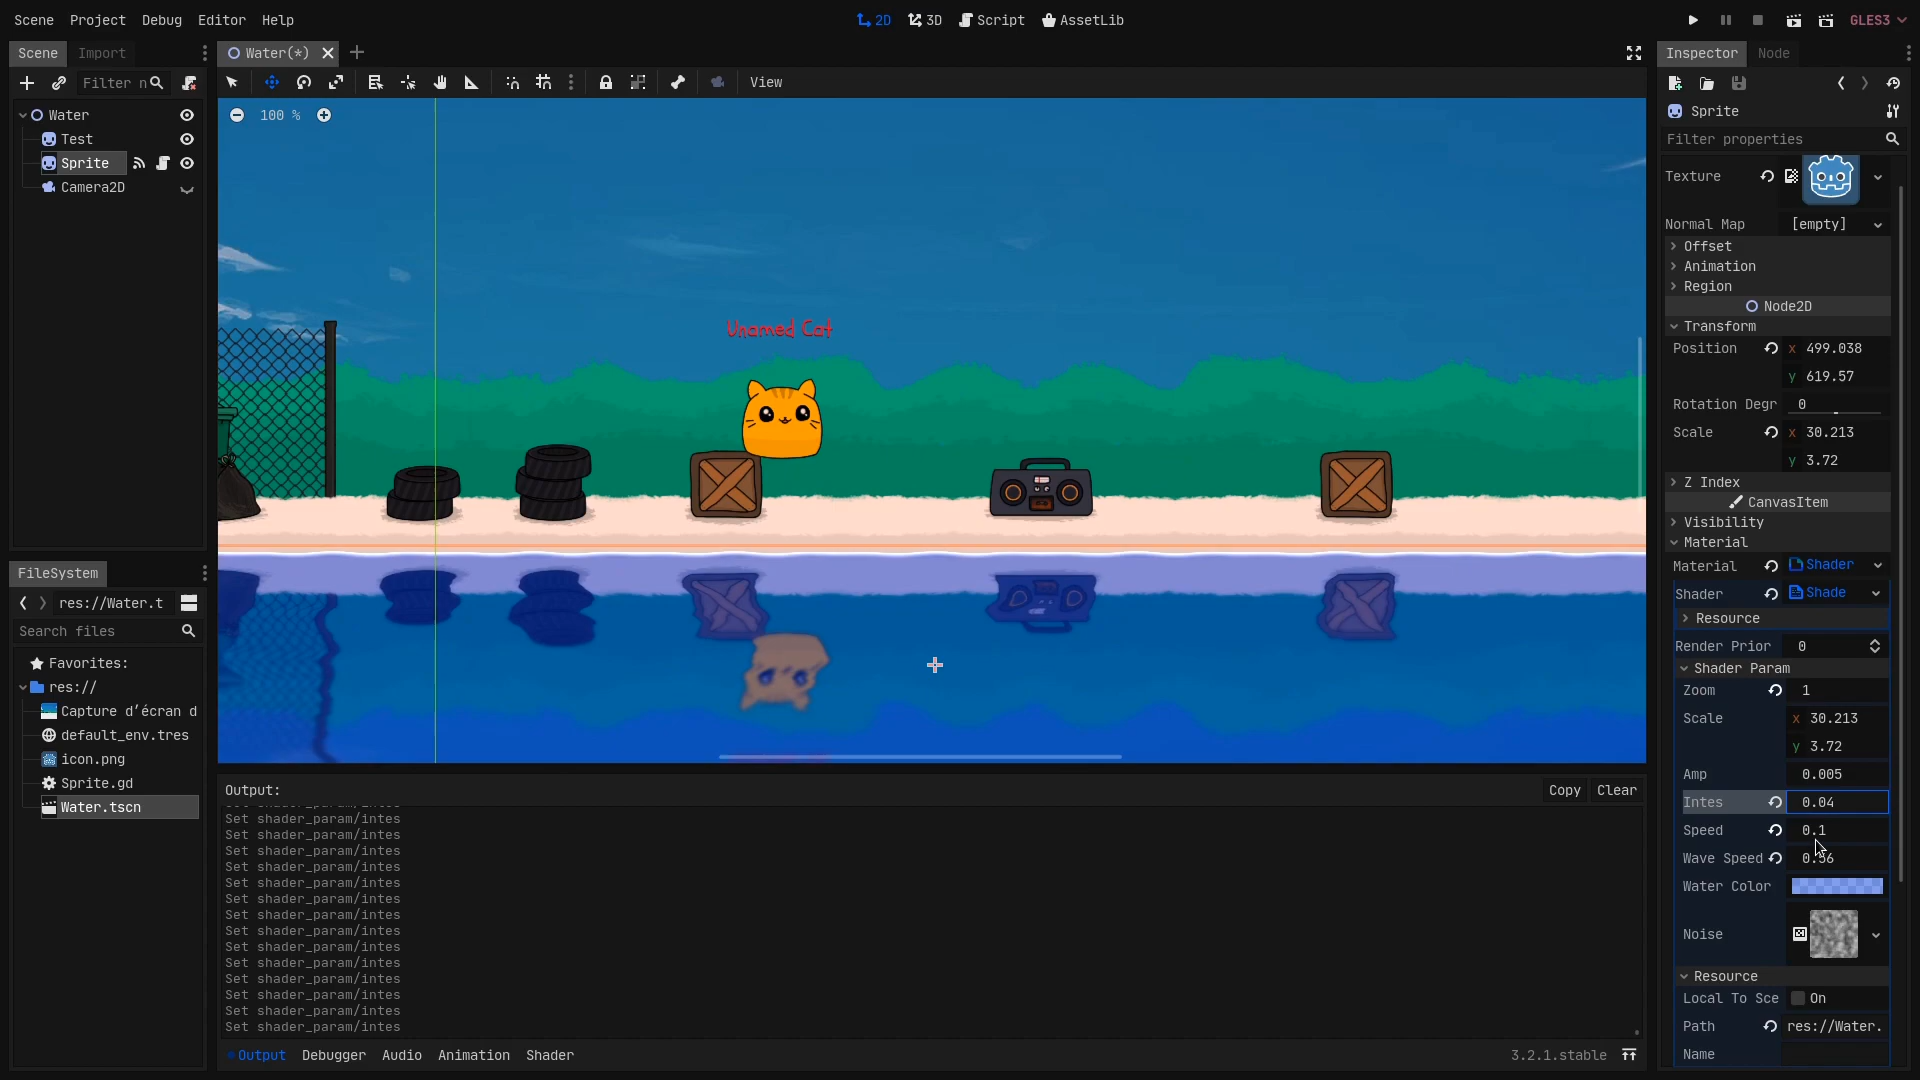 Scene Project Debug Editor Help
2D 3D Script AssetLib
GLES3
Scene Import
Water(*)
Inspector Node
Filter n
View
Water
Test
Sprite
Camera2D
100 %
Unamed Cat
FileSystem
res://Water.t
Search files
Favorites:
res://
Capture d’écran d
default_env.tres
icon.png
Sprite.gd
Water.tscn
Output:
Copy Clear
Set shader_param/intes
Set shader_param/intes
Set shader_param/intes
Set shader_param/intes
Set shader_param/intes
Set shader_param/intes
Set shader_param/intes
Set shader_param/intes
Set shader_param/intes
Set shader_param/intes
Set shader_param/intes
Set shader_param/intes
Set shader_param/intes
Set shader_param/intes
Output Debugger Audio Animation Shader
3.2.1.stable
Sprite
Filter properties
Texture
Normal Map [empty]
Offset
Animation
Region
Node2D
Transform
Position x 499.038
y 619.57
Rotation Degr 0
Scale x 30.213
y 3.72
Z Index
CanvasItem
Visibility
Material
Material Shader
Shader Shade
Resource
Render Prior 0
Shader Param
Zoom 1
Scale x 30.213
y 3.72
Amp 0.005
Intes 0.04
Speed 0.1
Wave Speed
Water Color
Noise
Resource
Local To Sce On
Path res://Water.
Name